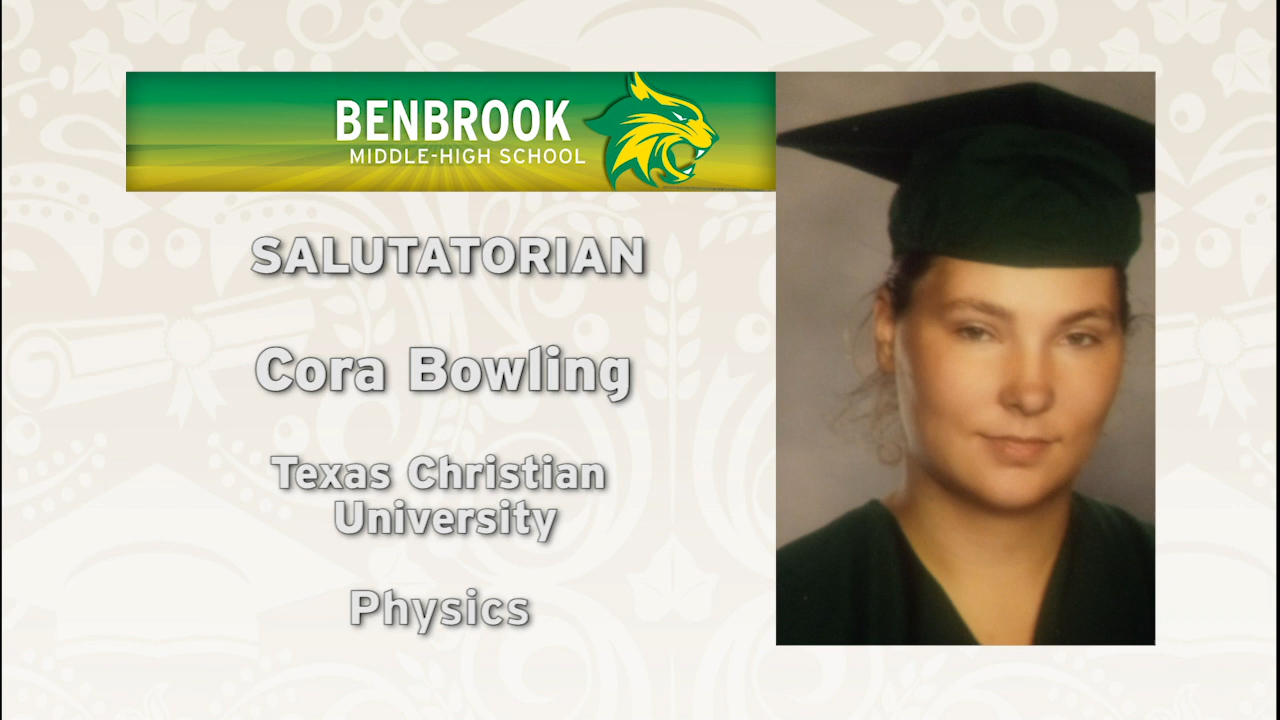 BENBROOK
MIDDLE-HIGH SCHOOL
SALUTATORIAN
Cora Bowling
Texas Christian
University
Physics